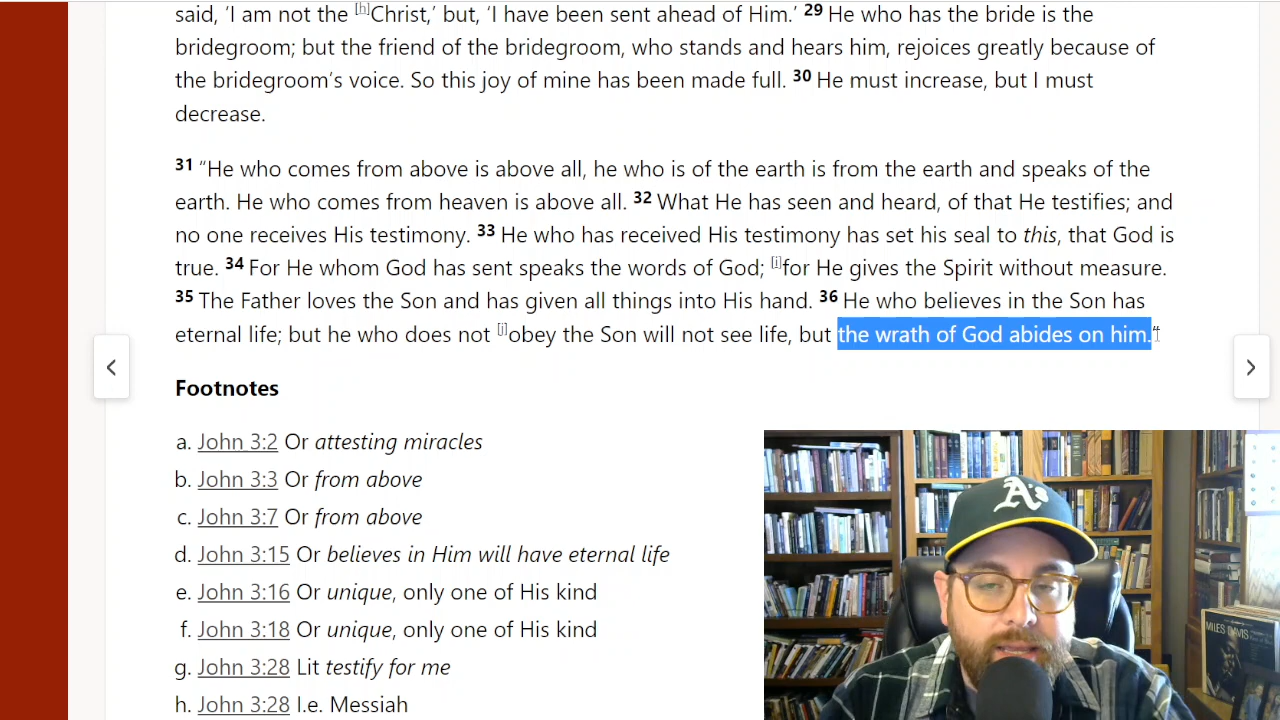 said, ‘I am not the [h]Christ,’ but, ‘I have been sent ahead of Him.’ 29 He who has the bride is the
bridegroom; but the friend of the bridegroom, who stands and hears him, rejoices greatly because of
the bridegroom’s voice. So this joy of mine has been made full. 30 He must increase, but I must
decrease.
31 “He who comes from above is above all, he who is of the earth is from the earth and speaks of the
earth. He who comes from heaven is above all. 32 What He has seen and heard, of that He testifies; and
no one receives His testimony. 33 He who has received His testimony has set his seal to this, that God is
true. 34 For He whom God has sent speaks the words of God; [i]for He gives the Spirit without measure.
35 The Father loves the Son and has given all things into His hand. 36 He who believes in the Son has
eternal life; but he who does not [j]obey the Son will not see life, but the wrath of God abides on him.”
Footnotes
a. John 3:2 Or attesting miracles
b. John 3:3 Or from above
c. John 3:7 Or from above
d. John 3:15 Or believes in Him will have eternal life
e. John 3:16 Or unique, only one of His kind
f. John 3:18 Or unique, only one of His kind
g. John 3:28 Lit testify for me
h. John 3:28 I.e. Messiah
A's
MILES DAVIS